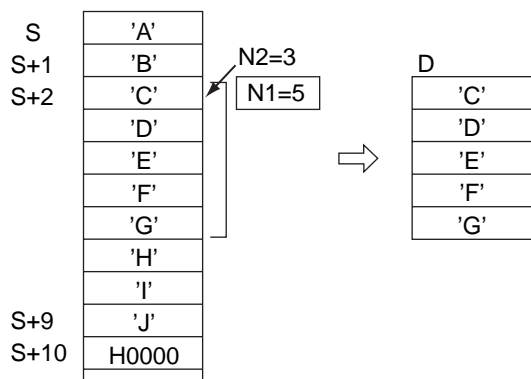 S 'A'
S+1 'B' N2=3 D
S+2 'C' N1=5 'C'
'D' 'D'
'E' 'E'
'F' 'F'
'G' 'G'
'H'
'I'
S+9 'J'
S+10 H0000